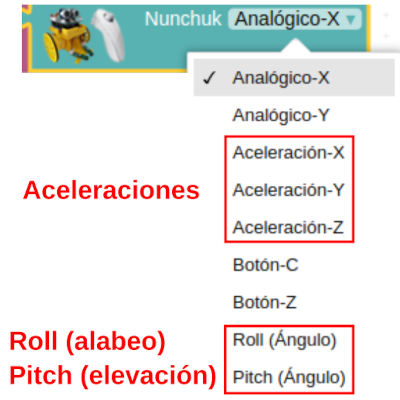 Nunchuk Analógico-X ▼
✓ Analógico-X
Analógico-Y
Aceleración-X
Aceleraciones
Aceleración-Y
Aceleración-Z
Botón-C
Botón-Z
Roll (alabeo)
Roll (Ángulo)
Pitch (elevación)
Pitch (Ángulo)